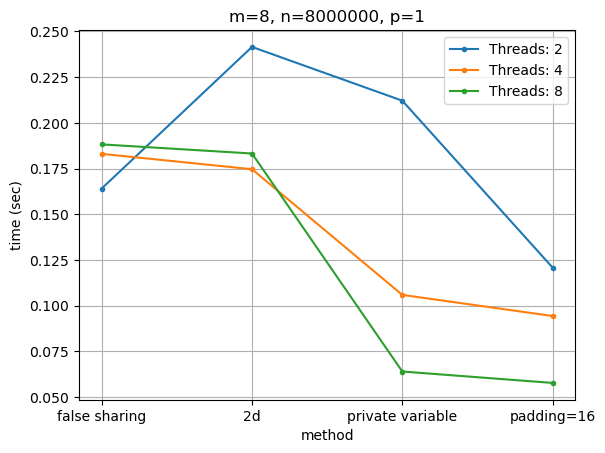 m=8, n=8000000, p=1
Threads: 2
Threads: 4
Threads: 8
time (sec)
0.250
0.225
0.200
0.175
0.150
0.125
0.100
0.075
0.050
false sharing
2d
private variable
padding=16
method